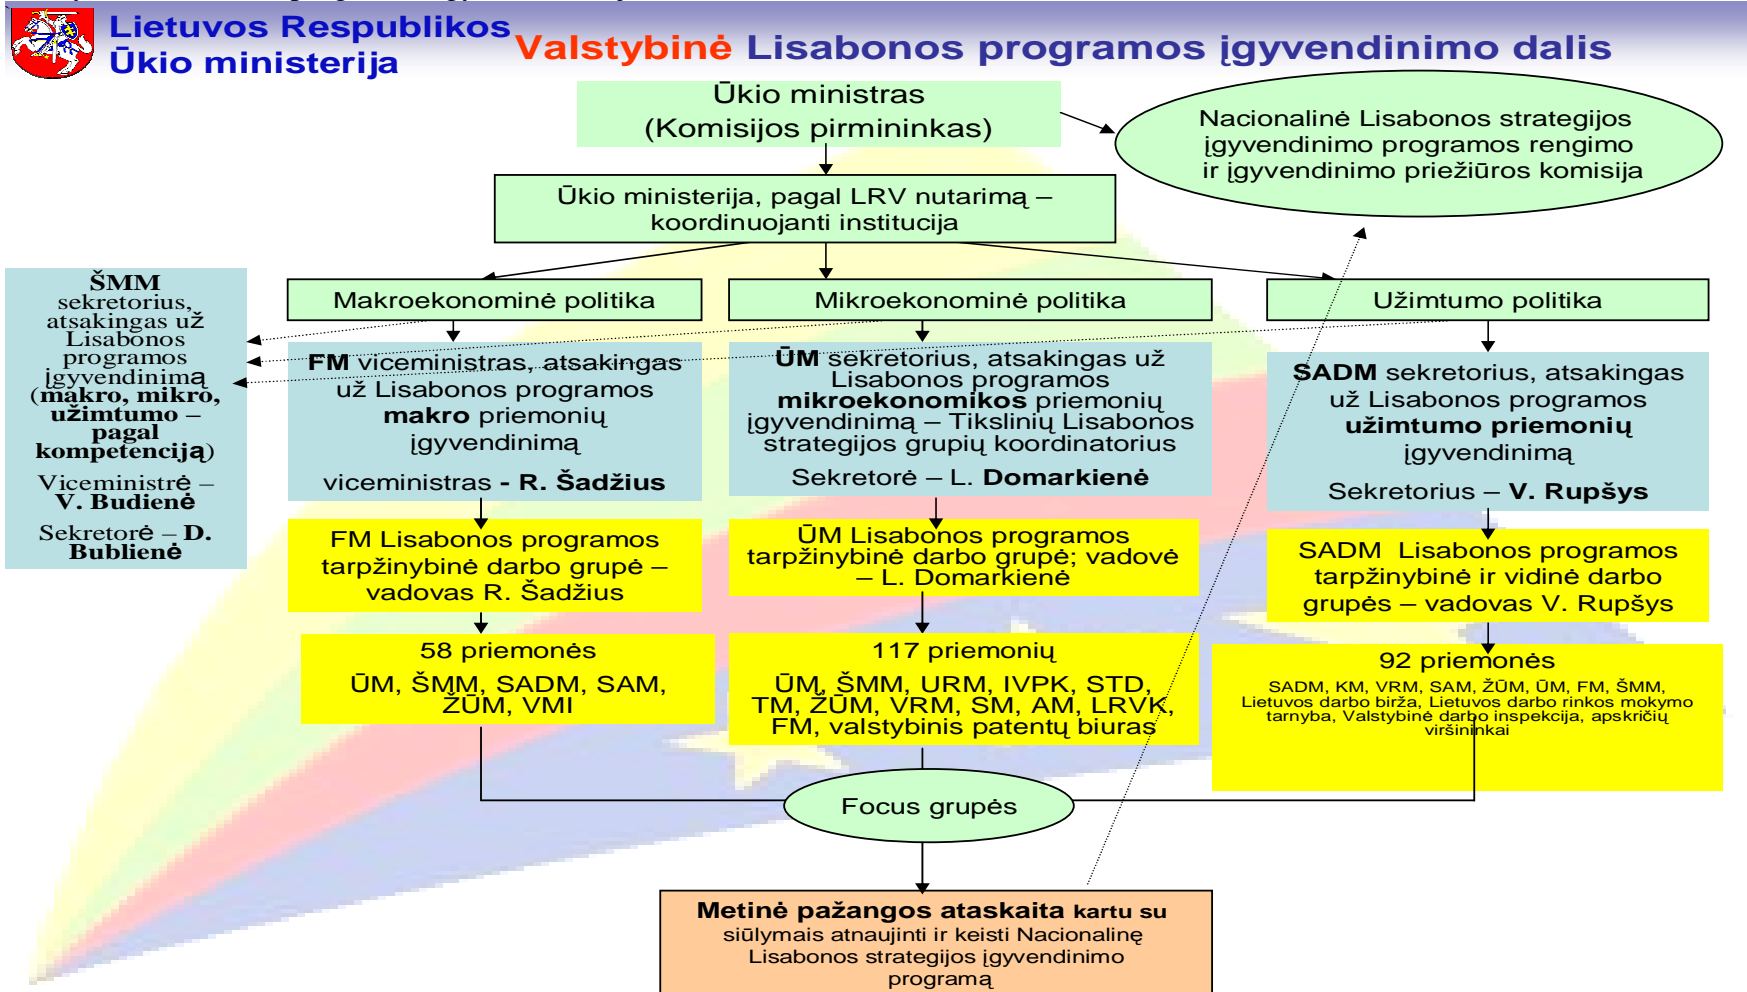 Lietuvos Respublikos
Ūkio ministerija
Valstybinė Lisabonos programos įgyvendinimo dalis
Ūkio ministras
(Komisijos pirmininkas)
Nacionalinė Lisabonos strategijos
įgyvendinimo programos rengimo
ir įgyvendinimo priežiūros komisija
Ūkio ministerija, pagal LRV nutarimą –
koordinuojanti institucija
ŠMM
sekretorius,
atsakingas už
Lisabonos
programos
įgyvendinimą
(makro, mikro,
užimtumo –
pagal
kompetenciją)
Viceministrė –
V. Budienė
Sekretorė – D.
Bublienė
Makroekonominė politika
FM viceministras, atsakingas
už Lisabonos programos
makro priemonių
įgyvendinimą
viceministras - R. Šadžius
FM Lisabonos programos
tarpžinybinė darbo grupė –
vadovas R. Šadžius
58 priemonės
ŪM, ŠMM, SADM, SAM,
ŽŪM, VMI
Mikroekonominė politika
ŪM sekretorius, atsakingas už
Lisabonos programos
mikroekonomikos priemonių
įgyvendinimą – Tikslinių Lisabonos
strategijos grupių koordinatorius
Sekretorė – L. Domarkienė
ŪM Lisabonos programos
tarpžinybinė darbo grupė; vadovė
– L. Domarkienė
117 priemonių
ŪM, ŠMM, URM, IVPK, STD,
TM, ŽŪM, VRM, SM, AM, LRVK,
FM, valstybinis patentų biuras
Užimtumo politika
SADM sekretorius, atsakingas
už Lisabonos programos
užimtumo priemonių
įgyvendinimą
Sekretorius – V. Rupšys
SADM Lisabonos programos
tarpžinybinė ir vidinė darbo
grupės – vadovas V. Rupšys
92 priemonės
SADM, KM, VRM, SAM, ŽŪM, ŪM, FM, ŠMM,
Lietuvos darbo birža, Lietuvos darbo rinkos mokymo
tarnyba, Valstybinė darbo inspekcija, apskričių
viršininkai
Focus grupės
Metinė pažangos ataskaita kartu su
siūlymais atnaujinti ir keisti Nacionalinę
Lisabonos strategijos įgyvendinimo
programą